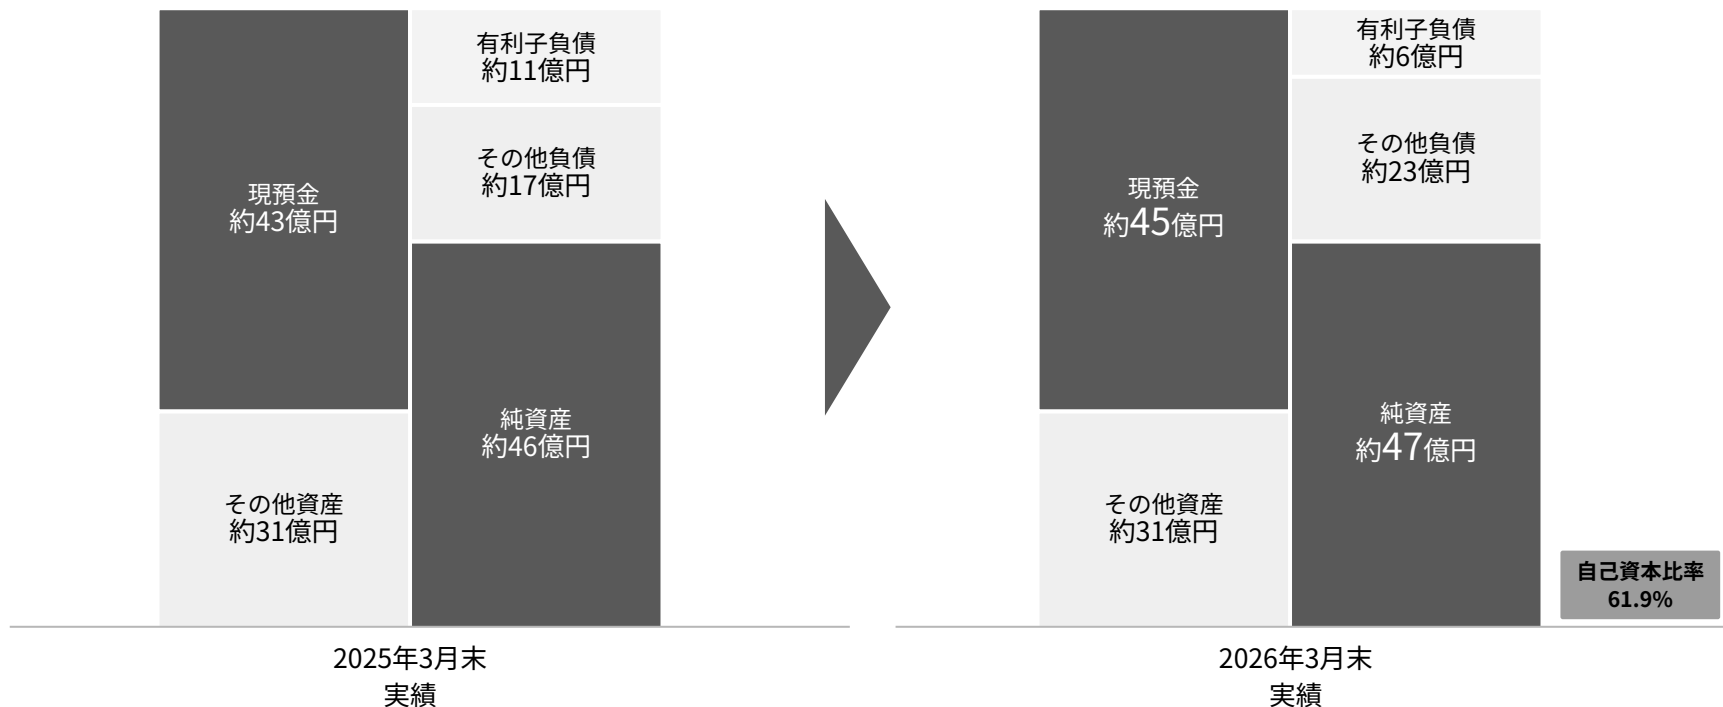 現預金
約43億円
その他資産
約31億円
有利子負債
約11億円
その他負債
約17億円
純資産
約46億円
2025年3月末
実績
現預金
約45億円
その他資産
約31億円
有利子負債
約6億円
その他負債
約23億円
純資産
約47億円
自己資本比率
61.9%
2026年3月末
実績